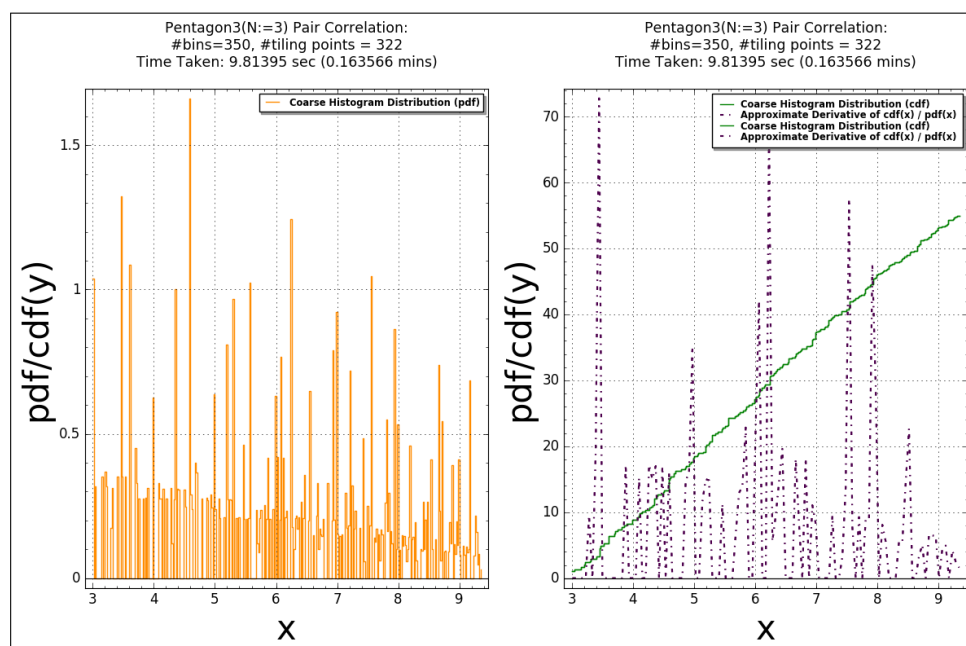 Pentagon3(N:=3) Pair Correlation:
#bins=350, #tiling points = 322
Time Taken: 9.81395 sec (0.163566 mins)
Coarse Histogram Distribution (pdf)
pdf/cdf(y)
1.5
1
0.5
0
3 4 5 6 7 8 9
x
Pentagon3(N:=3) Pair Correlation:
#bins=350, #tiling points = 322
Time Taken: 9.81395 sec (0.163566 mins)
Coarse Histogram Distribution (cdf)
Approximate Derivative of cdf(x) / pdf(x)
Coarse Histogram Distribution (cdf)
Approximate Derivative of cdf(x) / pdf(x)
pdf/cdf(y)
70
60
50
40
30
20
10
0
3 4 5 6 7 8 9
x